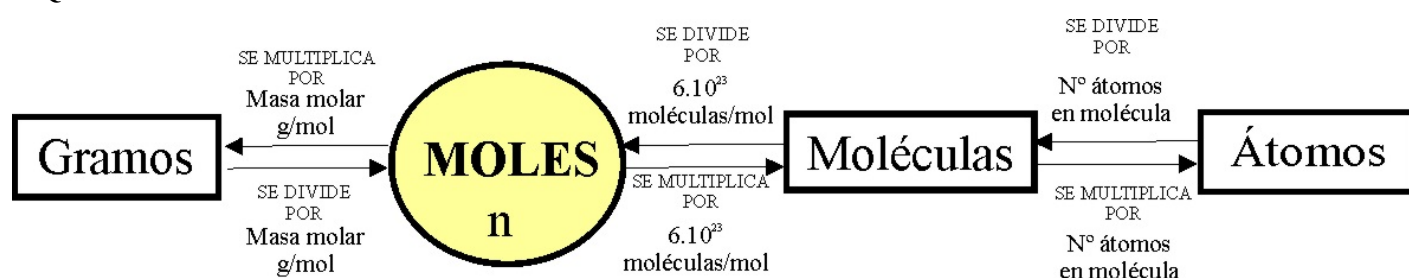 SE MULTIPLICA
POR
Masa molar
g/mol
SE DIVIDE
POR
6.10²³
moléculas/mol
SE DIVIDE
POR
Nº átomos
en molécula
Gramos
MOLES
n
Moléculas
Átomos
SE DIVIDE
POR
Masa molar
g/mol
SE MULTIPLICA
POR
6.10²³
moléculas/mol
SE MULTIPLICA
POR
Nº átomos
en molécula